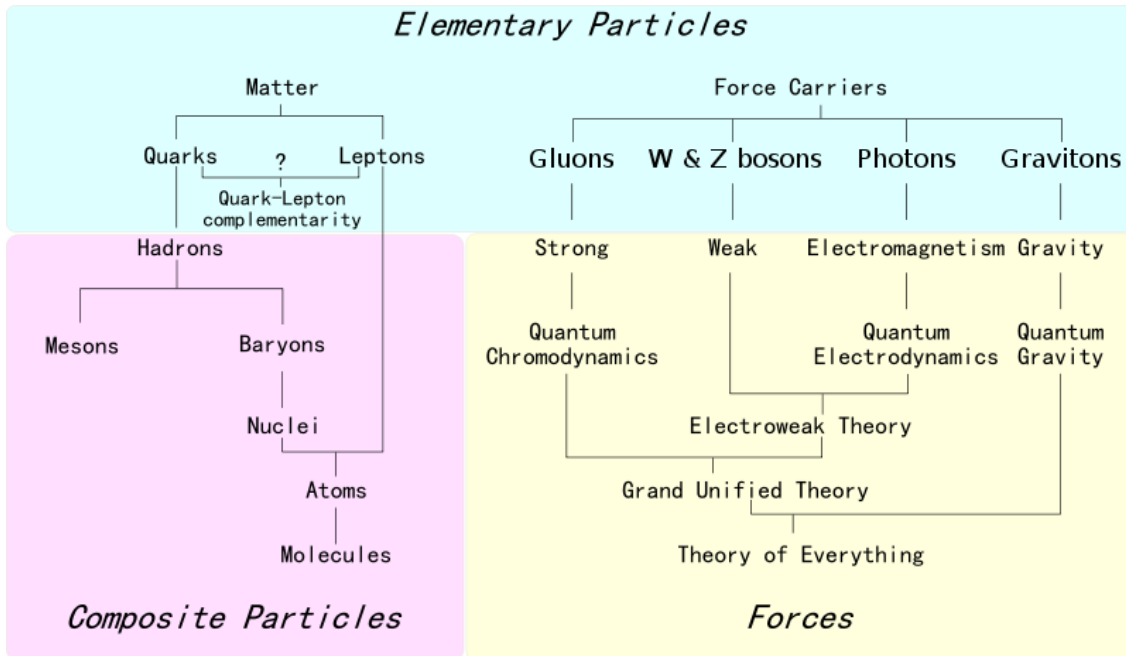 Elementary Particles
Matter
Force Carriers
Quarks
?
Leptons
Gluons
W & Z bosons
Photons
Gravitons
Quark-Lepton
complementarity
Hadrons
Strong
Weak
Electromagnetism
Gravity
Mesons
Baryons
Quantum
Chromodynamics
Quantum
Electrodynamics
Quantum
Gravity
Nuclei
Electroweak Theory
Atoms
Grand Unified Theory
Molecules
Theory of Everything
Composite Particles
Forces